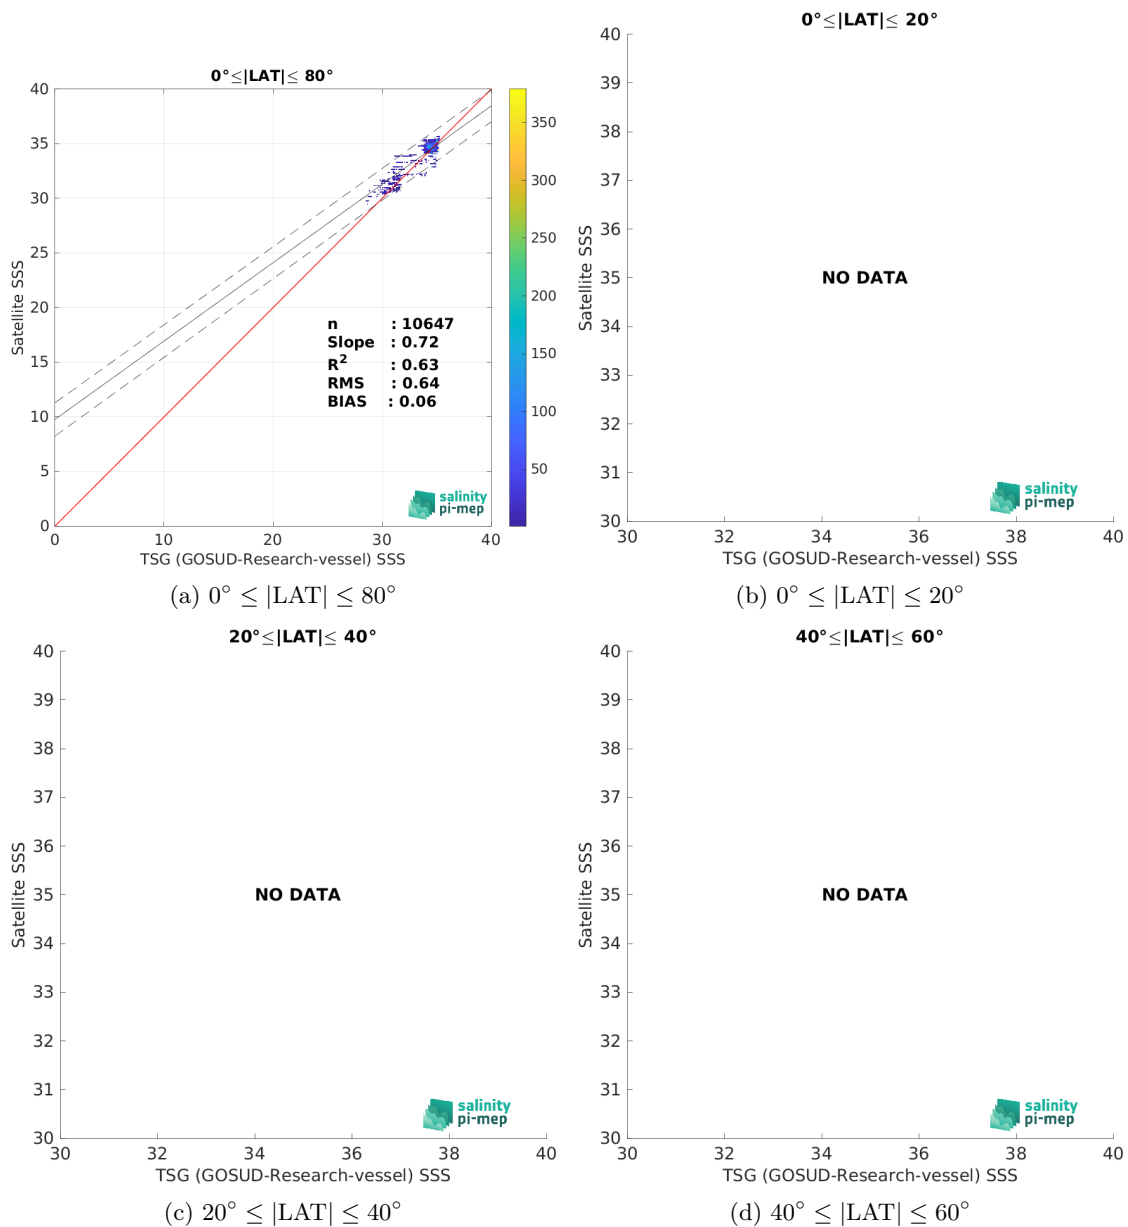 0°≤|LAT|≤ 80°
40
35
30
25
20
15
10
5
0
Satellite SSS
0
10
20
30
40
TSG (GOSUD-Research-vessel) SSS
n : 10647
Slope : 0.72
R² : 0.63
RMS : 0.64
BIAS : 0.06
350
300
250
200
150
100
50
salinity
pi-mep
(a) 0° ≤ |LAT| ≤ 80°
0°≤|LAT|≤ 20°
40
39
38
37
36
35
34
33
32
31
30
Satellite SSS
NO DATA
30
32
34
36
38
40
TSG (GOSUD-Research-vessel) SSS
salinity
pi-mep
(b) 0° ≤ |LAT| ≤ 20°
20°≤|LAT|≤ 40°
40
39
38
37
36
35
34
33
32
31
30
Satellite SSS
NO DATA
30
32
34
36
38
40
TSG (GOSUD-Research-vessel) SSS
salinity
pi-mep
(c) 20° ≤ |LAT| ≤ 40°
40°≤|LAT|≤ 60°
40
39
38
37
36
35
34
33
32
31
30
Satellite SSS
NO DATA
30
32
34
36
38
40
TSG (GOSUD-Research-vessel) SSS
salinity
pi-mep
(d) 40° ≤ |LAT| ≤ 60°